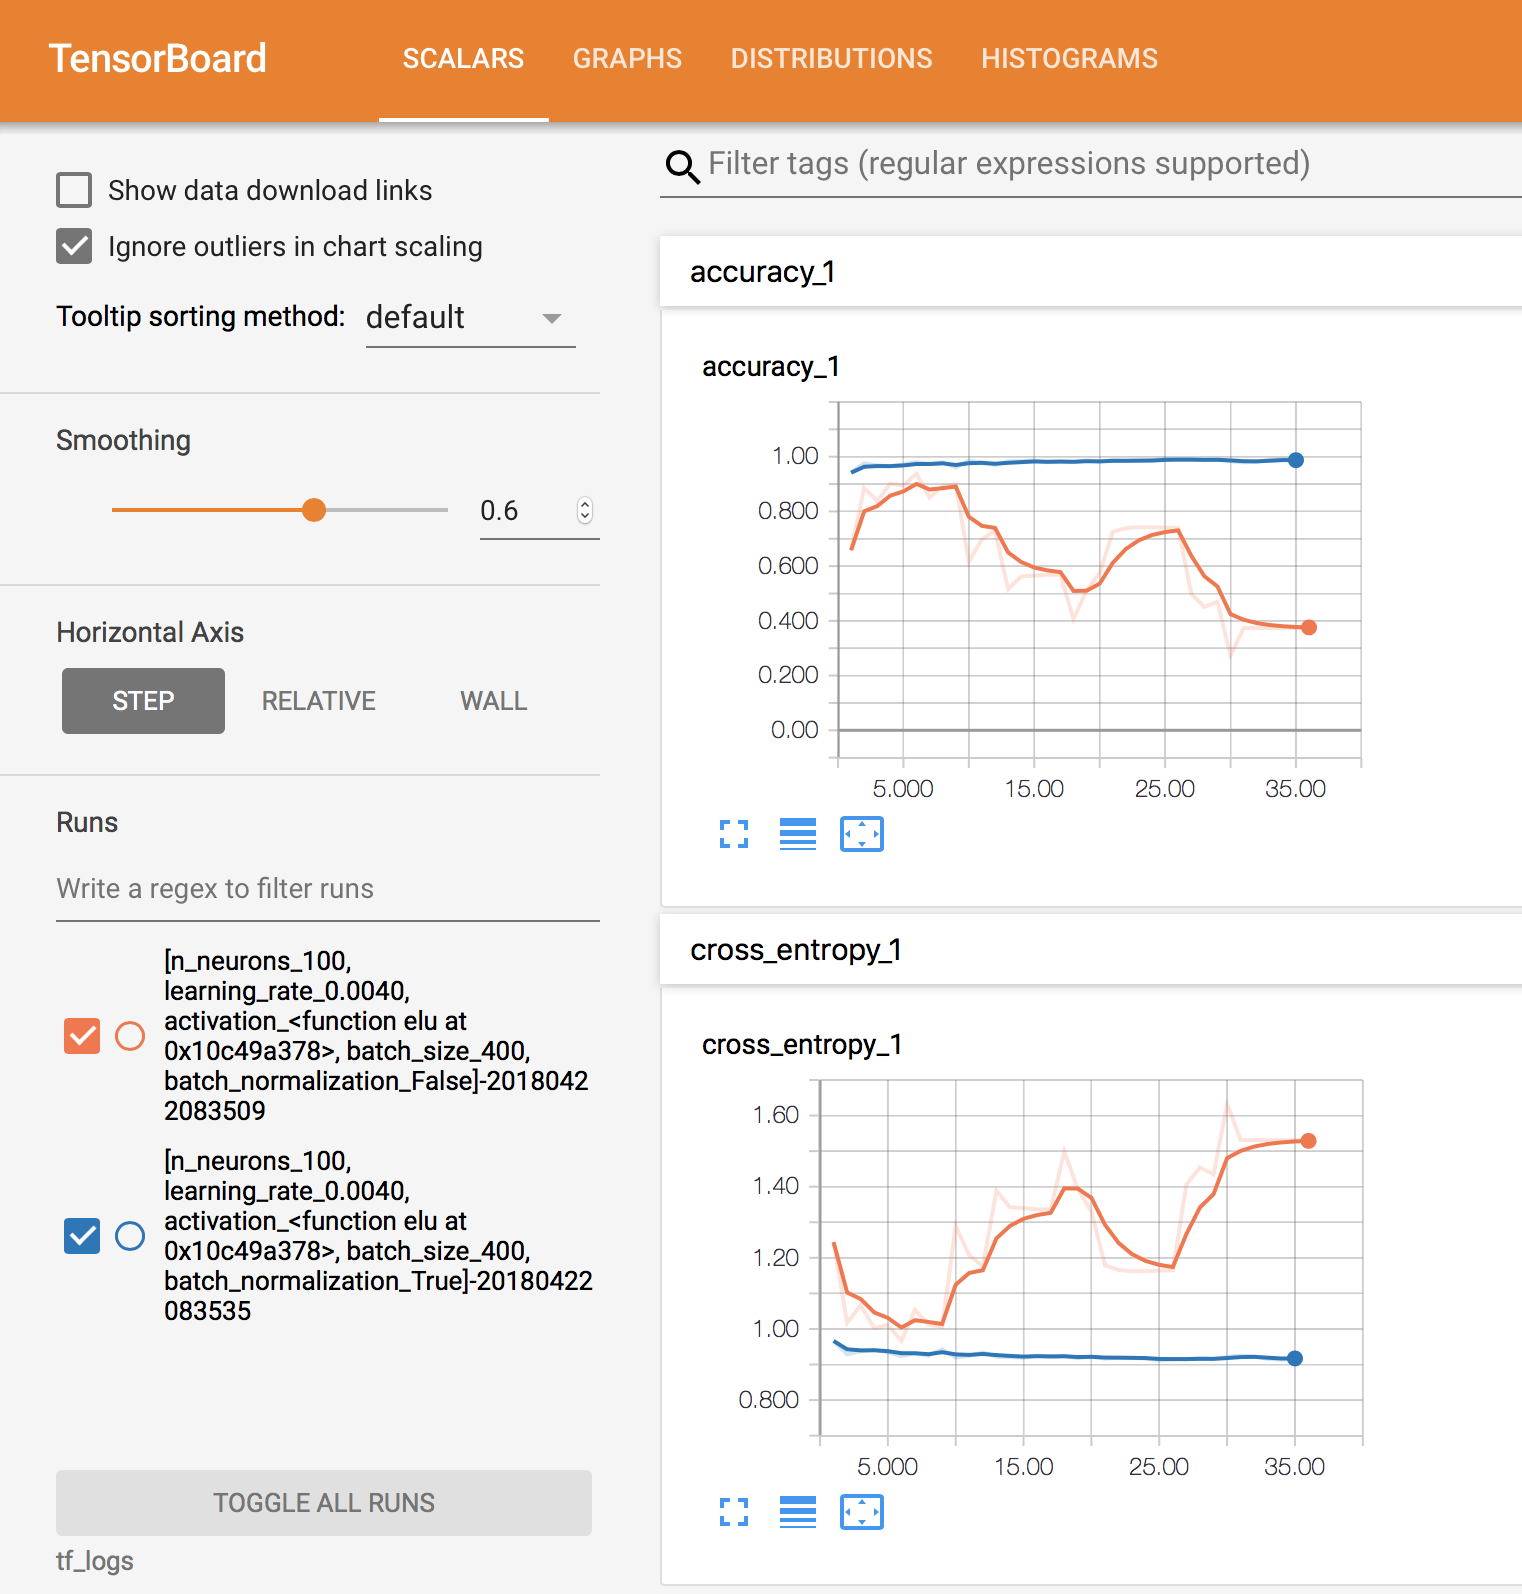 TensorBoard SCALARS GRAPHS DISTRIBUTIONS HISTOGRAMS
Show data download links
Ignore outliers in chart scaling
Tooltip sorting method: default
Smoothing
0.6
Horizontal Axis
STEP RELATIVE WALL
Runs
Write a regex to filter runs
[n_neurons_100,
learning_rate_0.0040,
activation_<function elu at
0x10c49a378>, batch_size_400,
batch_normalization_False]-2018042
2083509
[n_neurons_100,
learning_rate_0.0040,
activation_<function elu at
0x10c49a378>, batch_size_400,
batch_normalization_True]-20180422
083535
TOGGLE ALL RUNS
tf_logs
Filter tags (regular expressions supported)
accuracy_1
accuracy_1
1.00
0.800
0.600
0.400
0.200
0.00
5.000 15.00 25.00 35.00
cross_entropy_1
cross_entropy_1
1.60
1.40
1.20
1.00
0.800
5.000 15.00 25.00 35.00